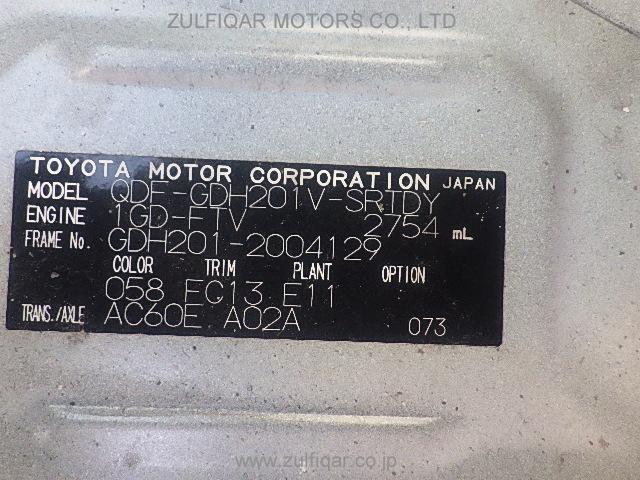 ZULFIQAR MOTORS CO., LTD
TOYOTA MOTOR CORPORATION JAPAN
MODEL QDF-GDH201V-SRTDY
ENGINE 1GD-FTV 2754 mL
FRAME No. GDH201-2004129
COLOR TRIM PLANT OPTION
058 FG13 E11
TRANS./AXLE AC60E A02A 073
www.zulfiqar.co.jp